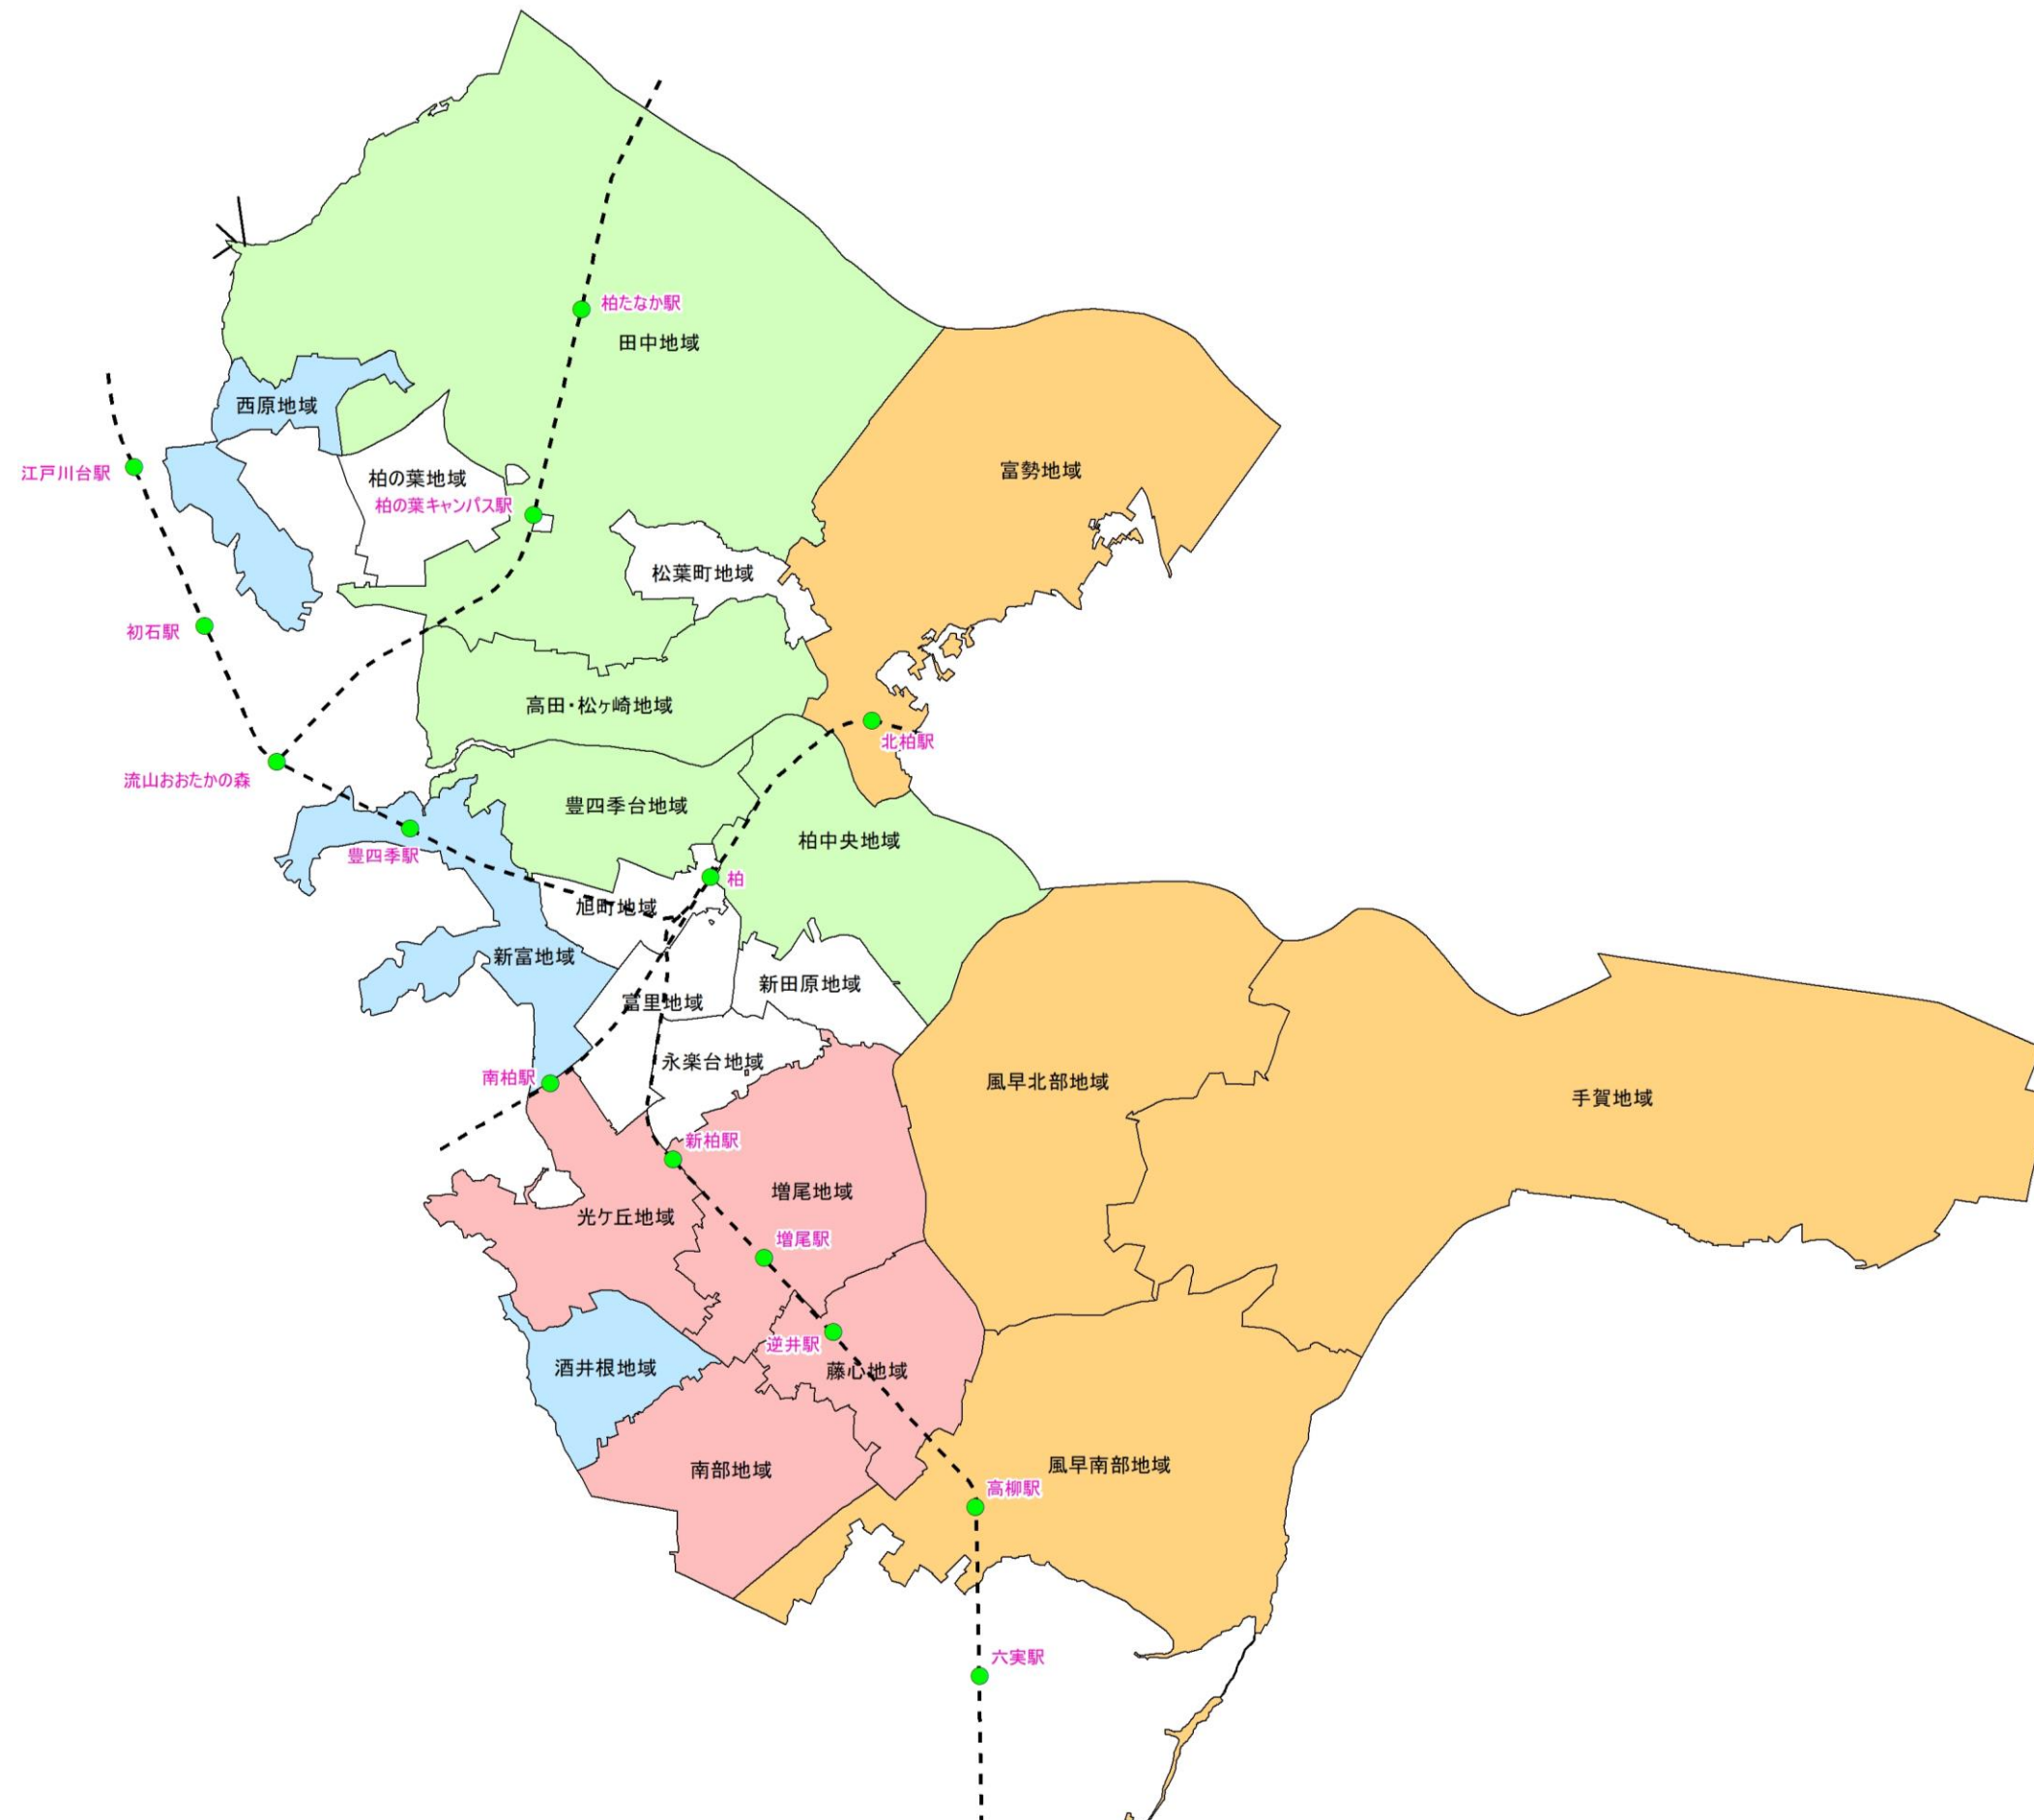 柏たなか駅
田中地域
西原地域
江戸川台駅
柏の葉地域
柏の葉キャンパス駅
富勢地域
松葉町地域
初石駅
高田・松ヶ崎地域
北柏駅
流山おおたかの森
豊四季台地域
柏中央地域
豊四季駅
柏
旭町地域
新富地域
新田原地域
富里地域
永楽台地域
南柏駅
風早北部地域
手賀地域
新柏駅
増尾地域
光ケ丘地域
増尾駅
逆井駅
酒井根地域
藤心地域
南部地域
風早南部地域
高柳駅
六実駅